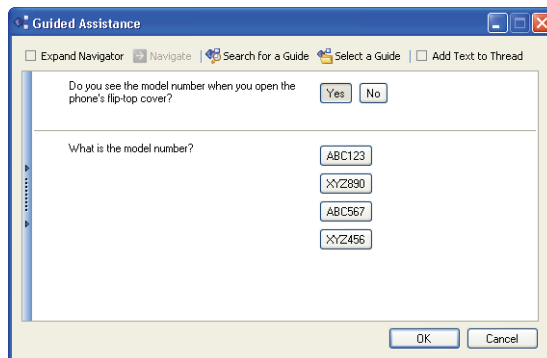 Guided Assistance
Expand Navigator Navigate Search for a Guide Select a Guide Add Text to Thread
Do you see the model number when you open the Yes No
phone's flip-top cover?
What is the model number? ABC123
XYZ890
ABC567
XYZ456
OK Cancel